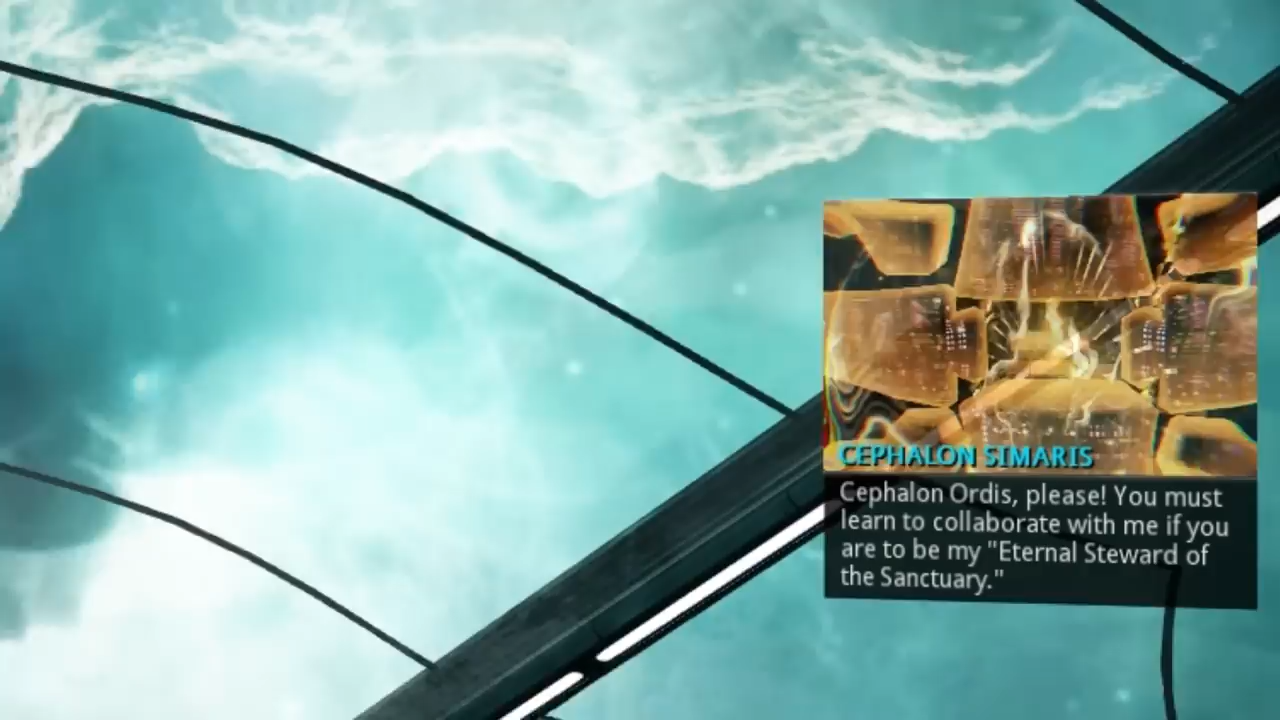 CEPHALON SIMARIS
Cephalon Ordis, please! You must
learn to collaborate with me if you
are to be my "Eternal Steward of
the Sanctuary."